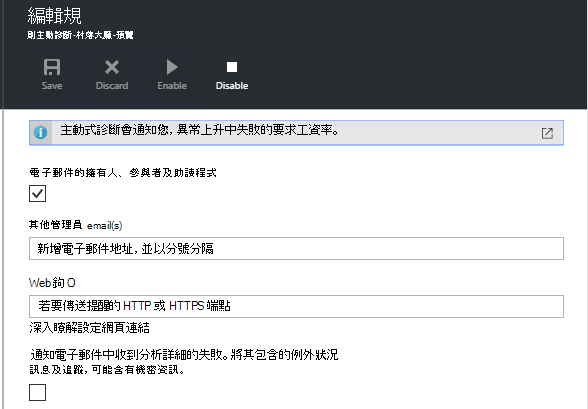 編輯規
則主動診斷-村落大廳-預覽
Save Discard Enable Disable
主動式診斷會通知您,異常上升中失敗的要求工資率。
電子郵件的擁有人、參與者及助讀程式
其他管理員 email(s)
新增電子郵件地址,並以分號分隔
Web鉤 O
若要傳送提醒的 HTTP 或 HTTPS 端點
深入瞭解設定網頁連結
通知電子郵件中收到分析詳細的失敗。將其包含的例外狀況
訊息及追蹤,可能含有機密資訊。